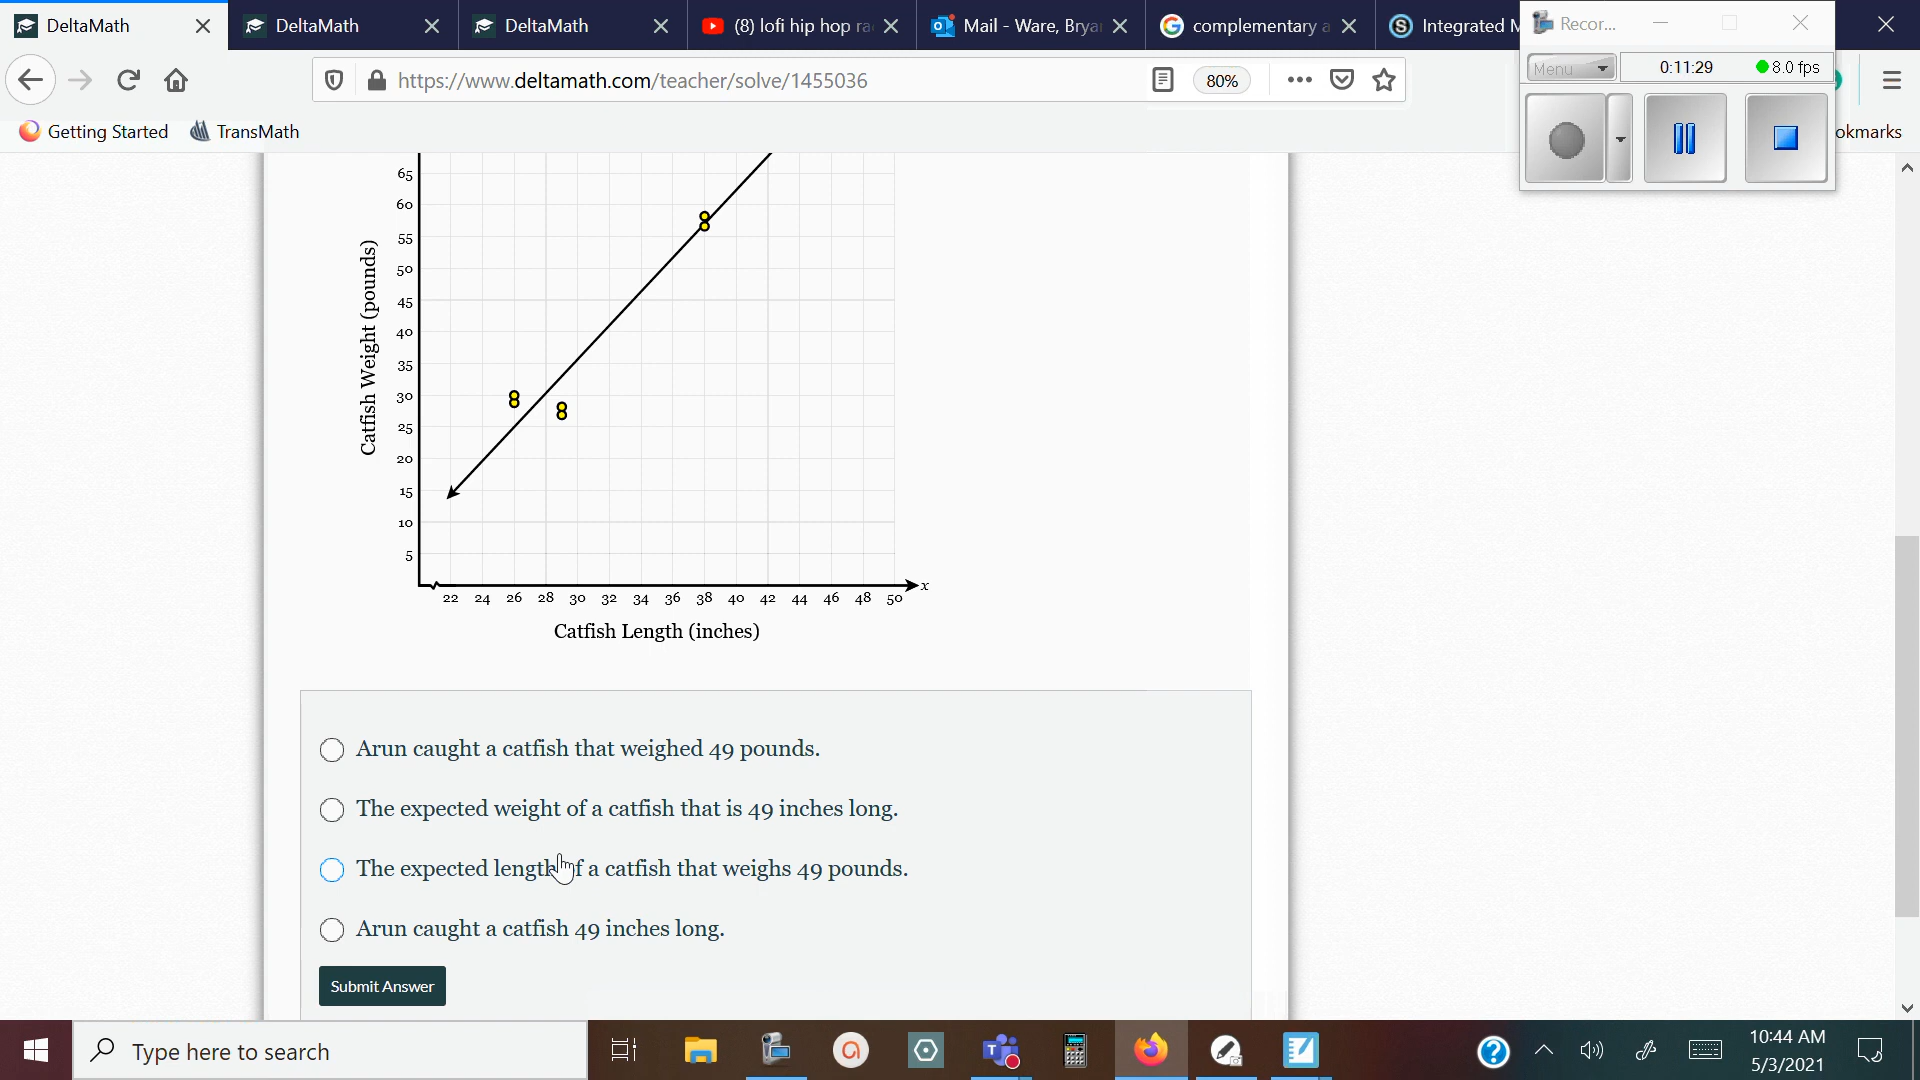 DeltaMath
DeltaMath
DeltaMath
(8) lofi hip hop ra
Mail - Ware, Brya
complementary a
Integrated M
Recor...
Menu
0:11:29
8.0 fps
https://www.deltamath.com/teacher/solve/1455036
80%
Getting Started
TransMath
okmarks
65
60
55
50
45
40
35
30
25
20
15
10
5
Catfish Weight (pounds)
22 24 26 28 30 32 34 36 38 40 42 44 46 48 50 x
Catfish Length (inches)
Arun caught a catfish that weighed 49 pounds.
The expected weight of a catfish that is 49 inches long.
The expected length of a catfish that weighs 49 pounds.
Arun caught a catfish 49 inches long.
Submit Answer
Type here to search
10:44 AM
5/3/2021